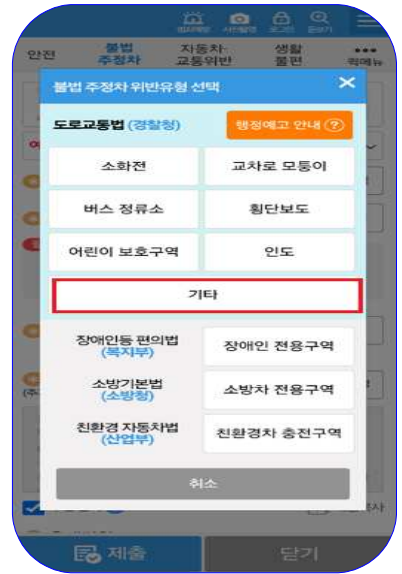 안전
불법
주정차
자동차·
교통위반
생활
불편
퀵메뉴
불법 주정차 위반유형 선택 ×
도로교통법 (경찰청)
행정예고 안내 ?
소화전
교차로 모퉁이
버스 정류소
횡단보도
어린이 보호구역
인도
기타
장애인등 편의법
(복지부)
장애인 전용구역
소방기본법
(소방청)
소방차 전용구역
친환경 자동차법
(산업부)
친환경차 충전구역
취소
제출
닫기